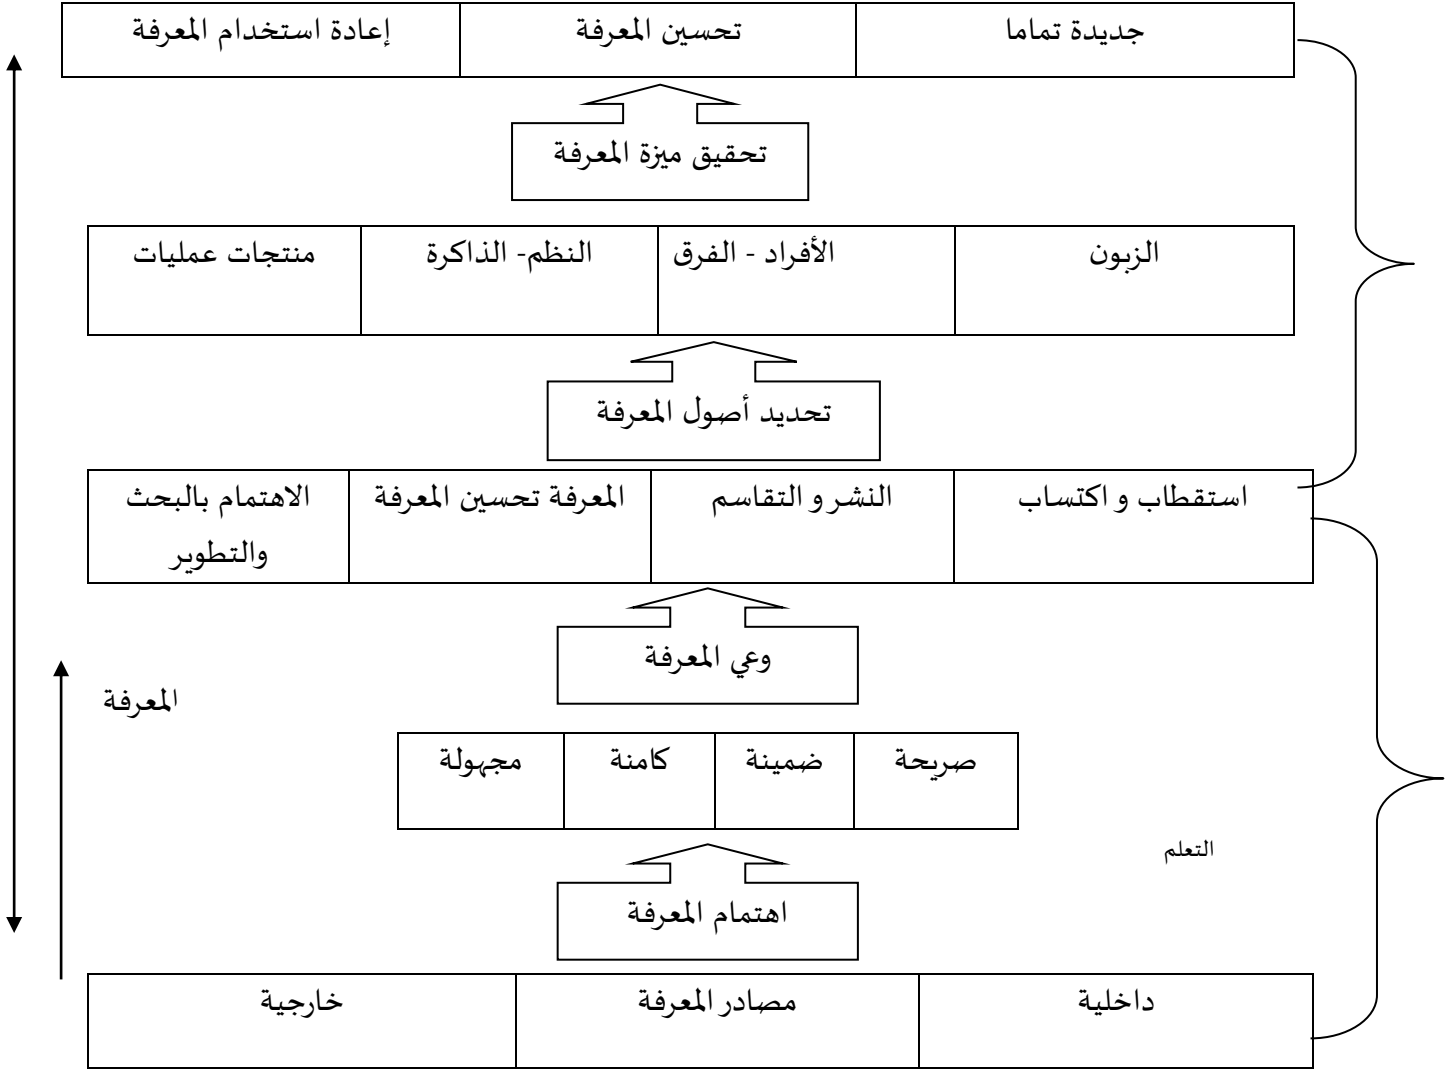 جديدة تماما
تحسين المعرفة
إعادة استخدام المعرفة
تحقيق ميزة المعرفة
الزبون
الأفراد - الفرق
النظم- الذاكرة
منتجات عمليات
تحديد أصول المعرفة
استقطاب و اكتساب
النشر و التقاسم
المعرفة تحسين المعرفة
الاهتمام بالبحث
والتطوير
وعي المعرفة
المعرفة
صريحة
ضمينة
كامنة
مجهولة
التعلم
اهتمام المعرفة
داخلية
مصادر المعرفة
خارجية